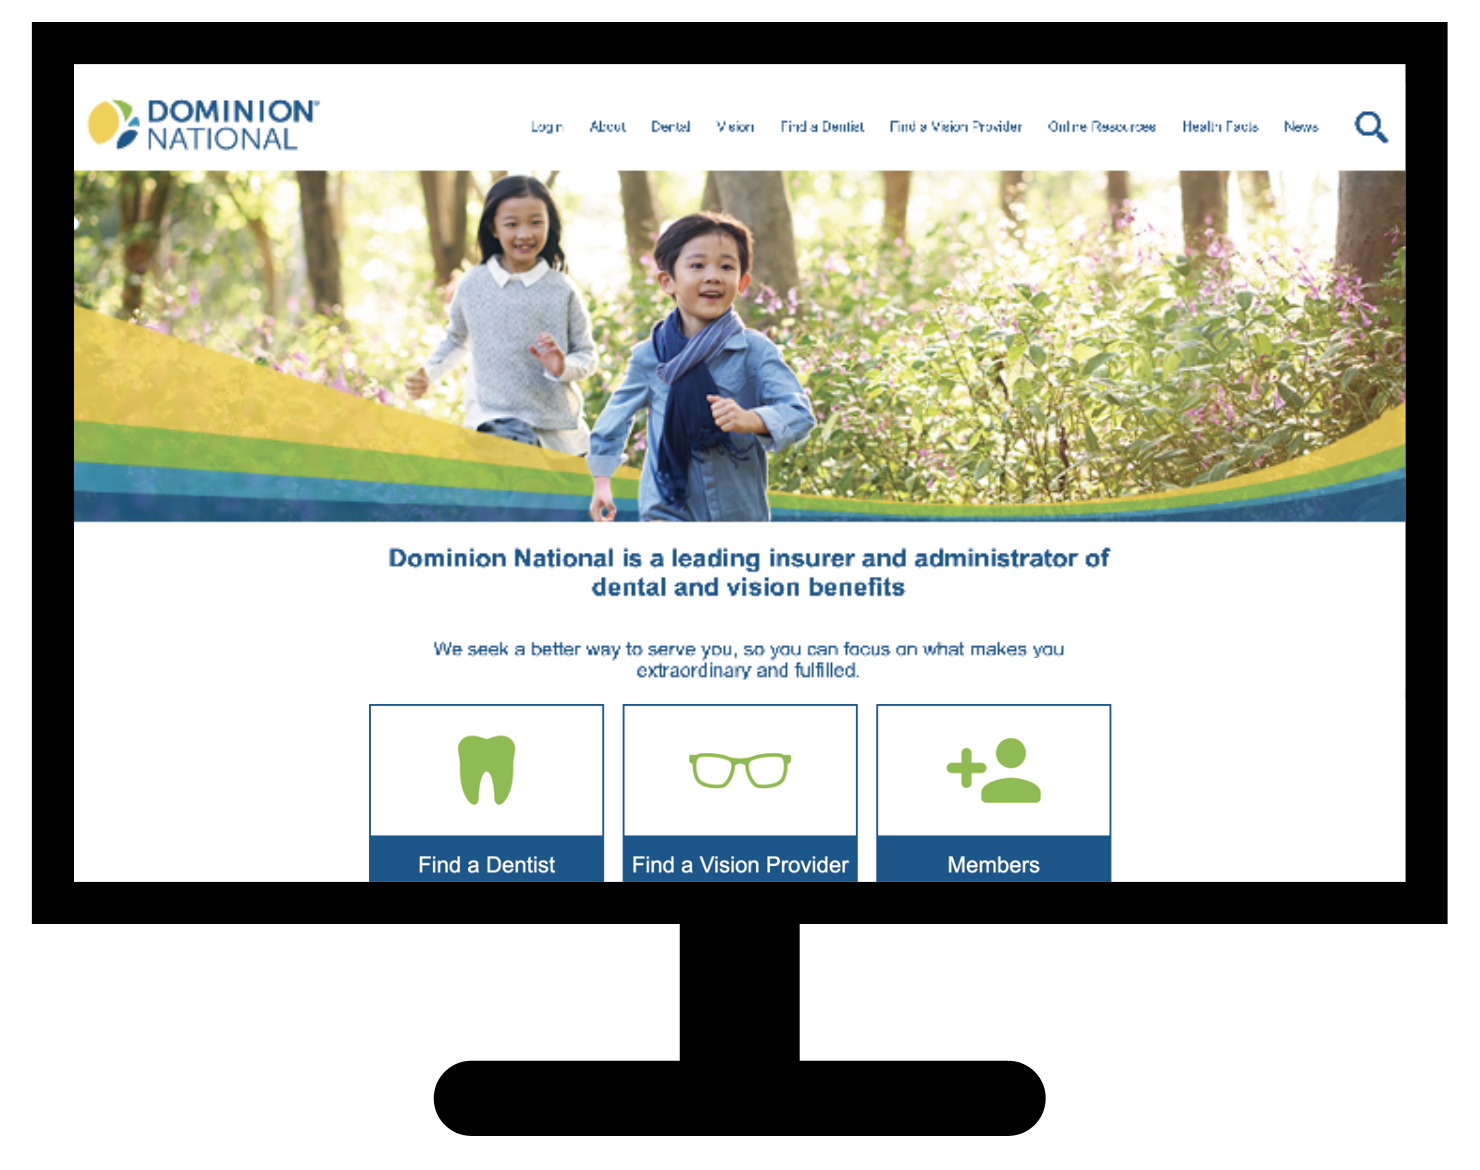 DOMINION®
NATIONAL
Login About Dental Vision Find a Dentist Find a Vision Provider Online Resources Health Facts News
Dominion National is a leading insurer and administrator of
dental and vision benefits
We seek a better way to serve you, so you can focus on what makes you
extraordinary and fulfilled.
Find a Dentist
Find a Vision Provider
Members